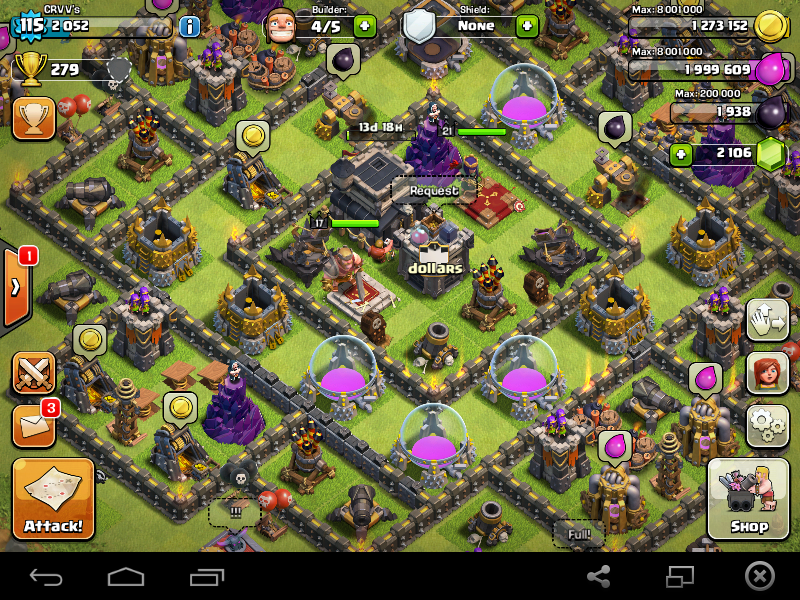 CRVV's
115 2 052
i
Builder:
4/5
Shield:
None
Max: 8 001 000
1 273 152
Max: 8 001 000
1 999 609
Max: 200 000
1 938
2 106
279
13d 18H
21
Request
17
dollars
1
3
Full!
Attack!
Shop